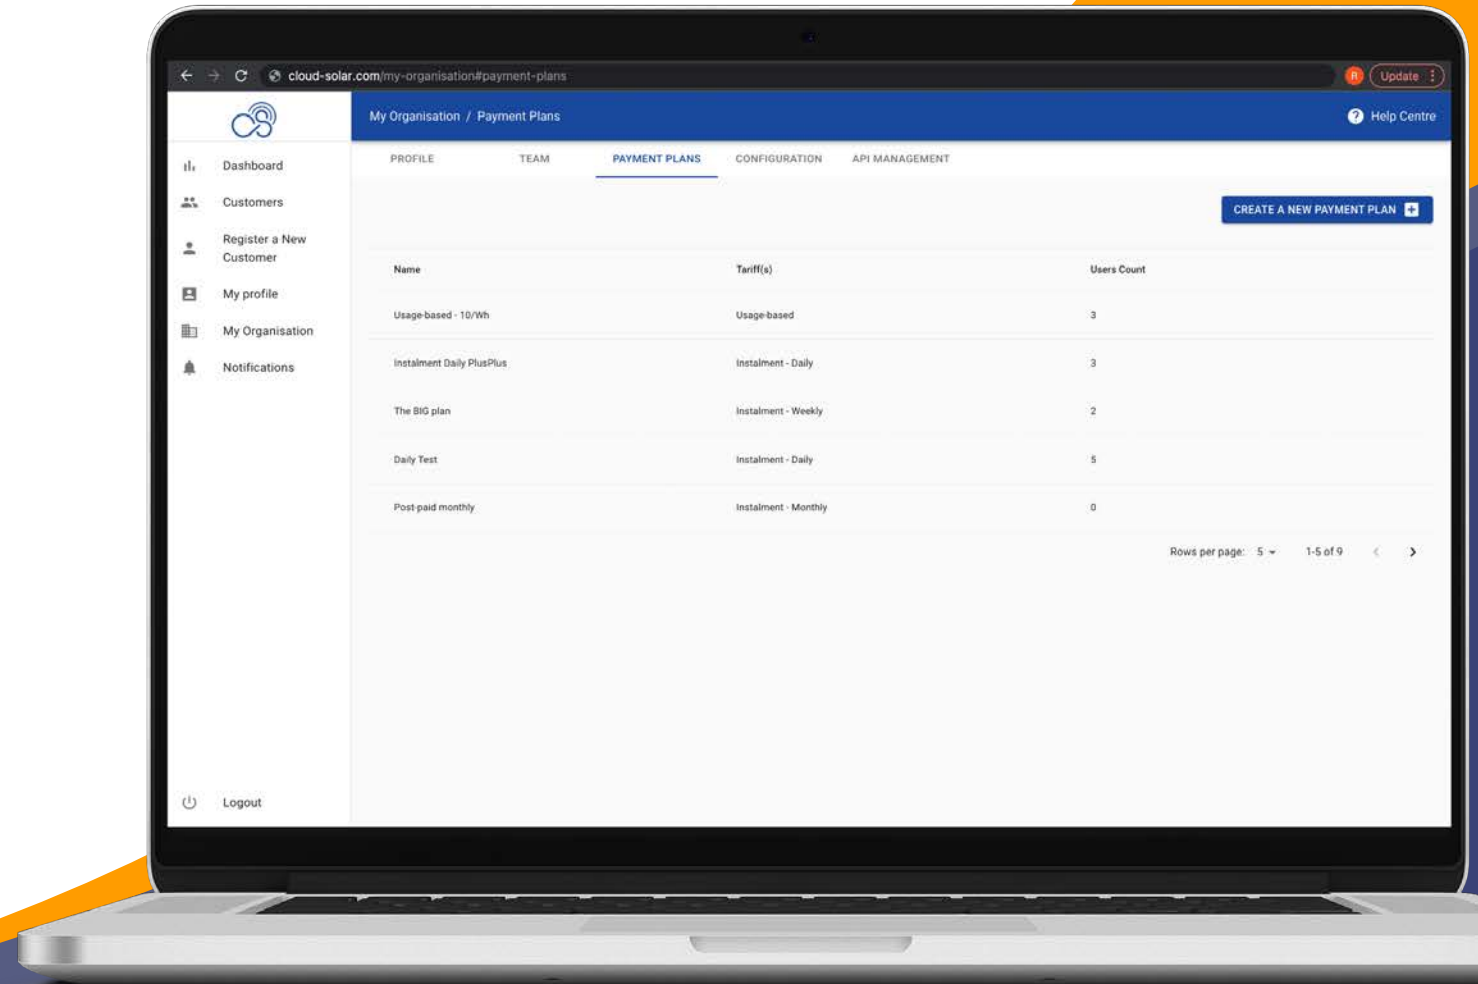 cloud-solar.com/my-organisation#payment-plans
R
Update
My Organisation / Payment Plans
Help Centre
Dashboard
Customers
Register a New
Customer
My profile
My Organisation
Notifications
Logout
PROFILE TEAM PAYMENT PLANS CONFIGURATION API MANAGEMENT
CREATE A NEW PAYMENT PLAN
Name Tariff(s) Users Count
Usage-based - 10/Wh Usage-based 3
Instalment Daily PlusPlus Instalment - Daily 3
The BIG plan Instalment - Weekly 2
Daily Test Instalment - Daily 5
Post-paid monthly Instalment - Monthly 0
Rows per page: 5 1-5 of 9